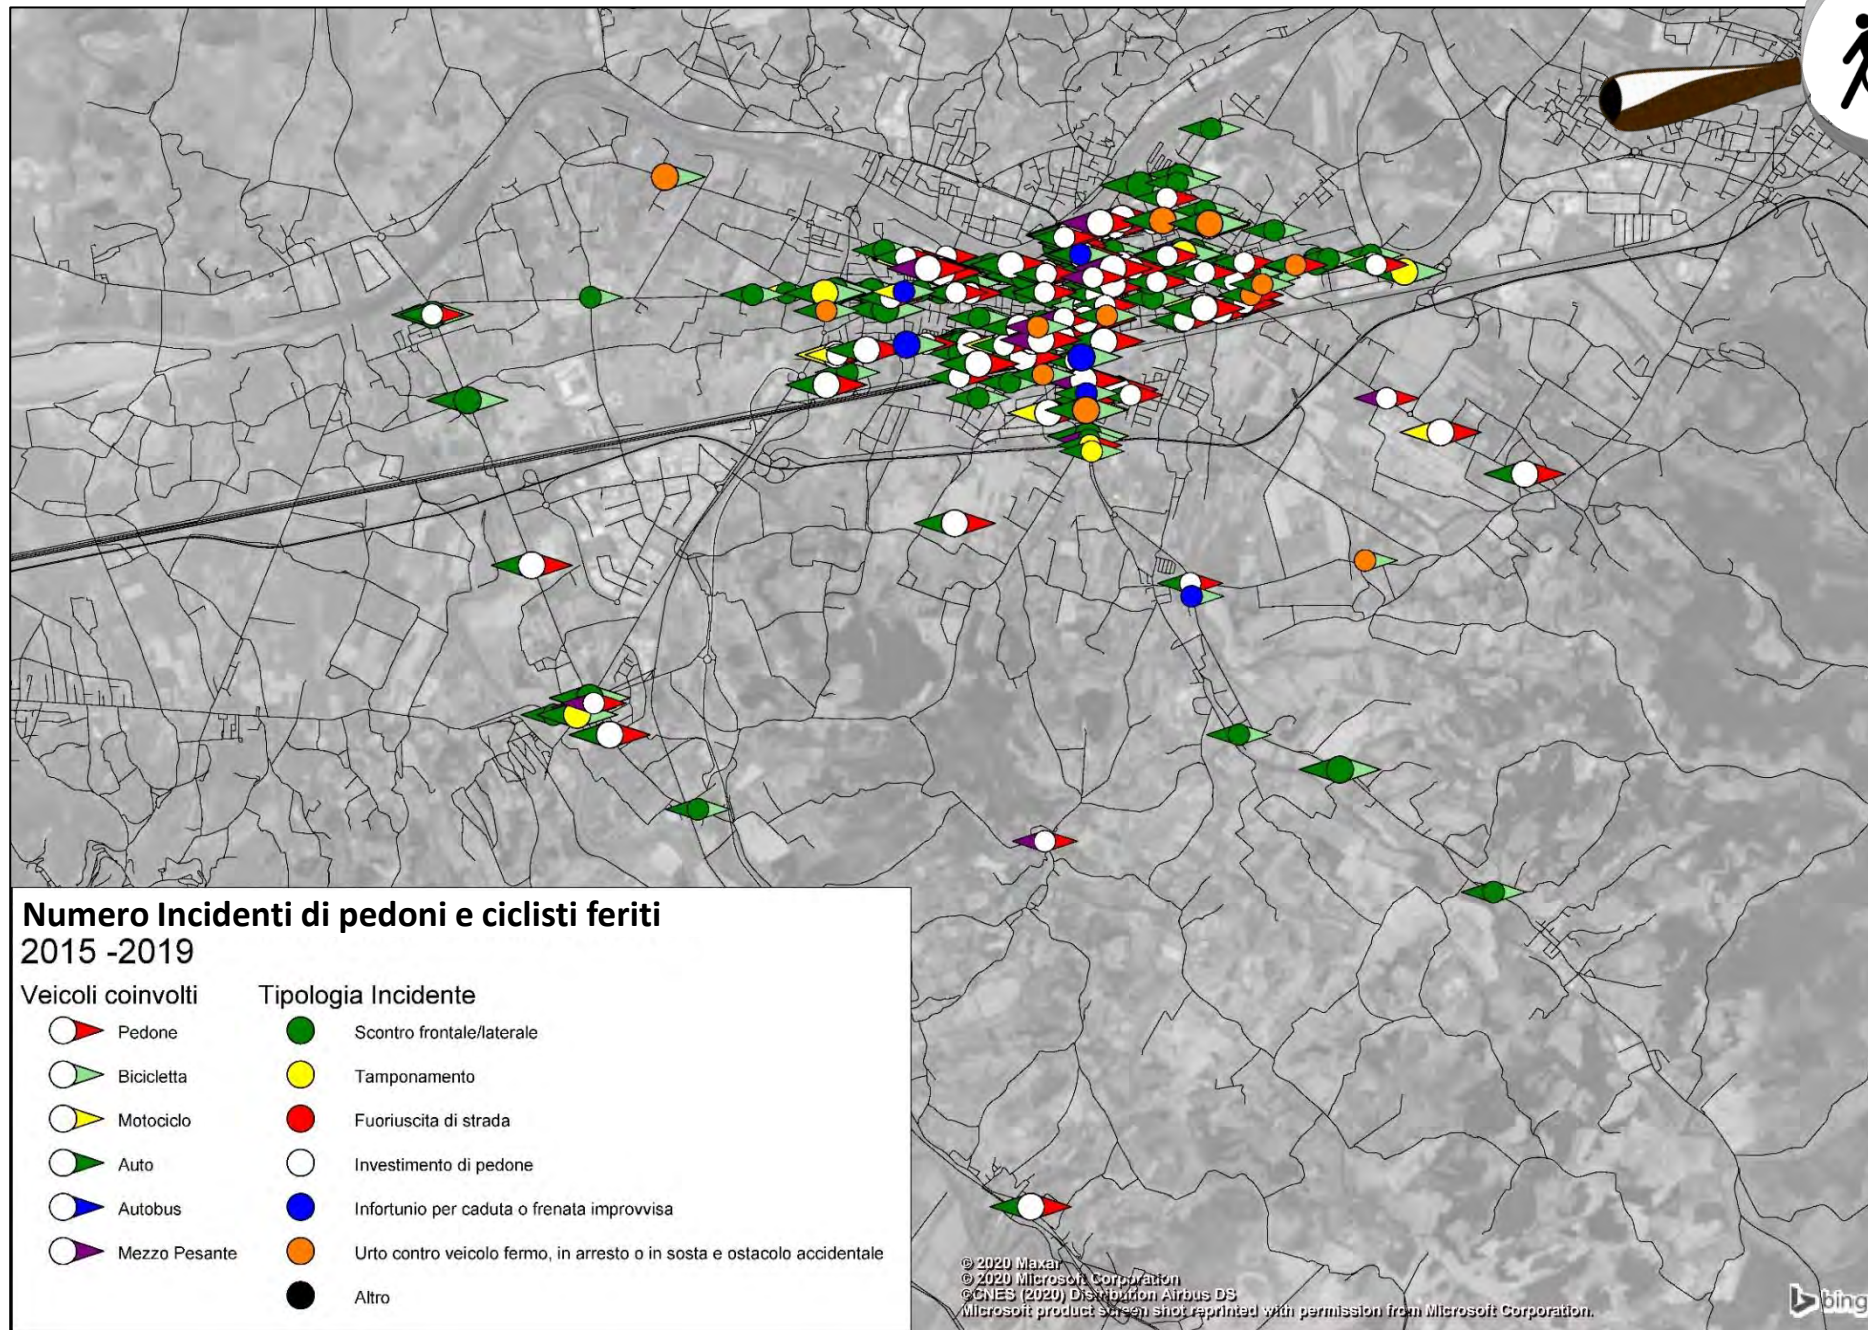 Numero Incidenti di pedoni e ciclisti feriti
2015 -2019
Veicoli coinvolti
Pedone
Bicicletta
Motociclo
Auto
Autobus
Mezzo Pesante
Tipologia Incidente
Scontro frontale/laterale
Tamponamento
Fuoriuscita di strada
Investimento di pedone
Infortunio per caduta o frenata improvvisa
Urto contro veicolo fermo, in arresto o in sosta e ostacolo accidentale
Altro
© 2020 Maxar
© 2020 Microsoft Corporation
©CNES (2020) Distribution Airbus DS
Microsoft product screen shot reprinted with permission from Microsoft Corporation.
bing